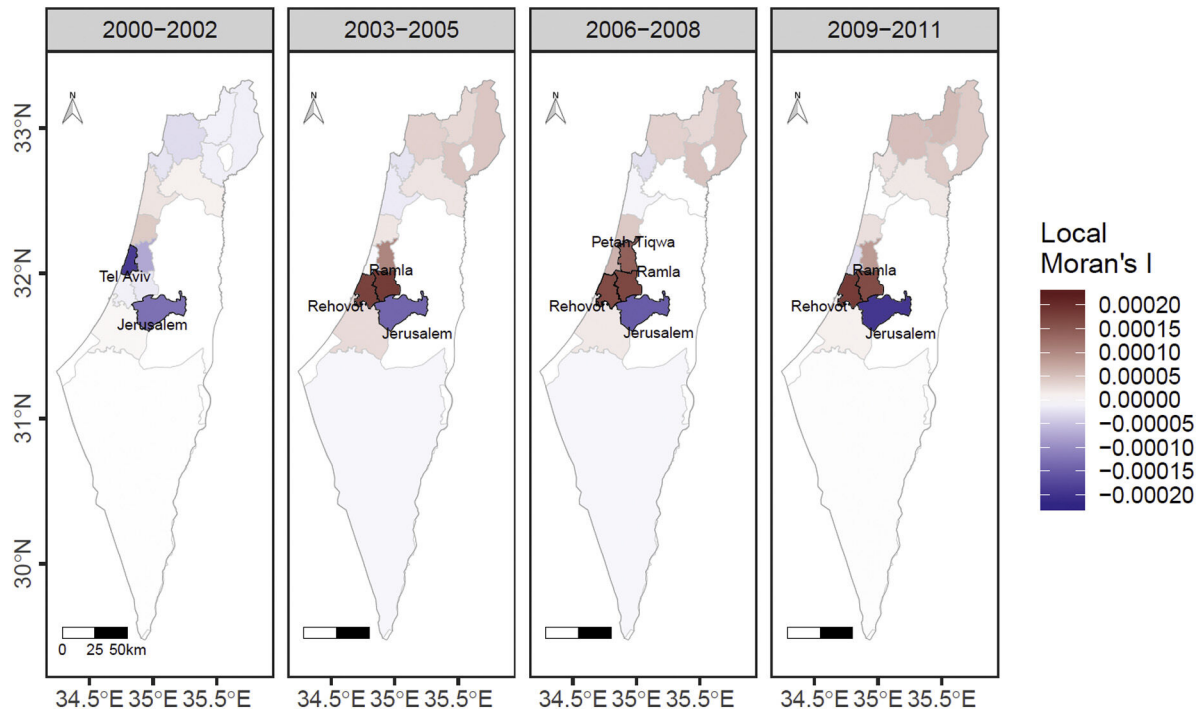 2000−2002
2003−2005
2006−2008
2009−2011
N
N
N
N
33°N
32°N
31°N
30°N
Tel Aviv
Jerusalem
Ramla
Rehovot
Jerusalem
Petah Tiqwa
Ramla
Rehovot
Jerusalem
Ramla
Rehovot
Jerusalem
0 25 50km
34.5°E 35°E 35.5°E
34.5°E 35°E 35.5°E
34.5°E 35°E 35.5°E
34.5°E 35°E 35.5°E
Local
Moran's I
0.00020
0.00015
0.00010
0.00005
0.00000
−0.00005
−0.00010
−0.00015
−0.00020